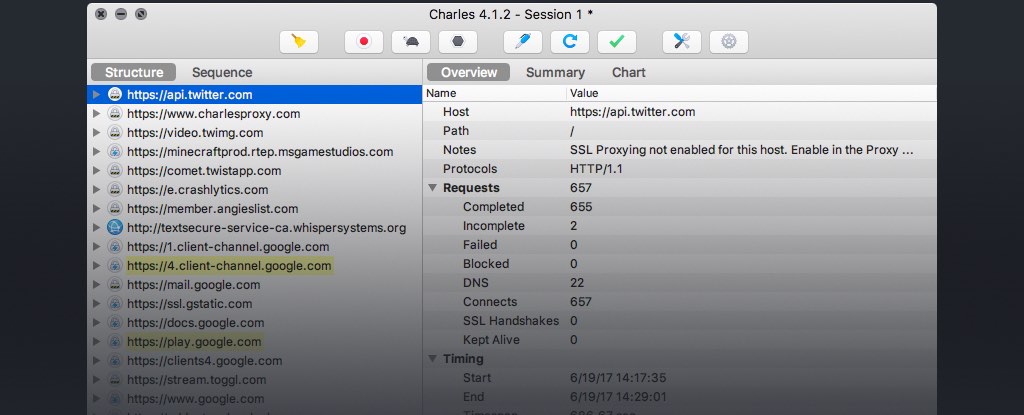 Charles 4.1.2 - Session 1 *
Structure Sequence
Overview Summary Chart
https://api.twitter.com
https://www.charlesproxy.com
https://video.twimg.com
https://minecraftprod.rtep.msgamestudios.com
https://comet.twistapp.com
https://e.crashlytics.com
https://member.angieslist.com
http://textsecure-service-ca.whispersystems.org
https://1.client-channel.google.com
https://4.client-channel.google.com
https://mail.google.com
https://ssl.gstatic.com
https://docs.google.com
https://play.google.com
https://clients4.google.com
https://stream.toggl.com
https://www.google.com
Name Value
Host https://api.twitter.com
Path /
Notes SSL Proxying not enabled for this host. Enable in the Proxy ...
Protocols HTTP/1.1
Requests 657
Completed 655
Incomplete 2
Failed 0
Blocked 0
DNS 22
Connects 657
SSL Handshakes 0
Kept Alive 0
Timing
Start 6/19/17 14:17:35
End 6/19/17 14:29:01